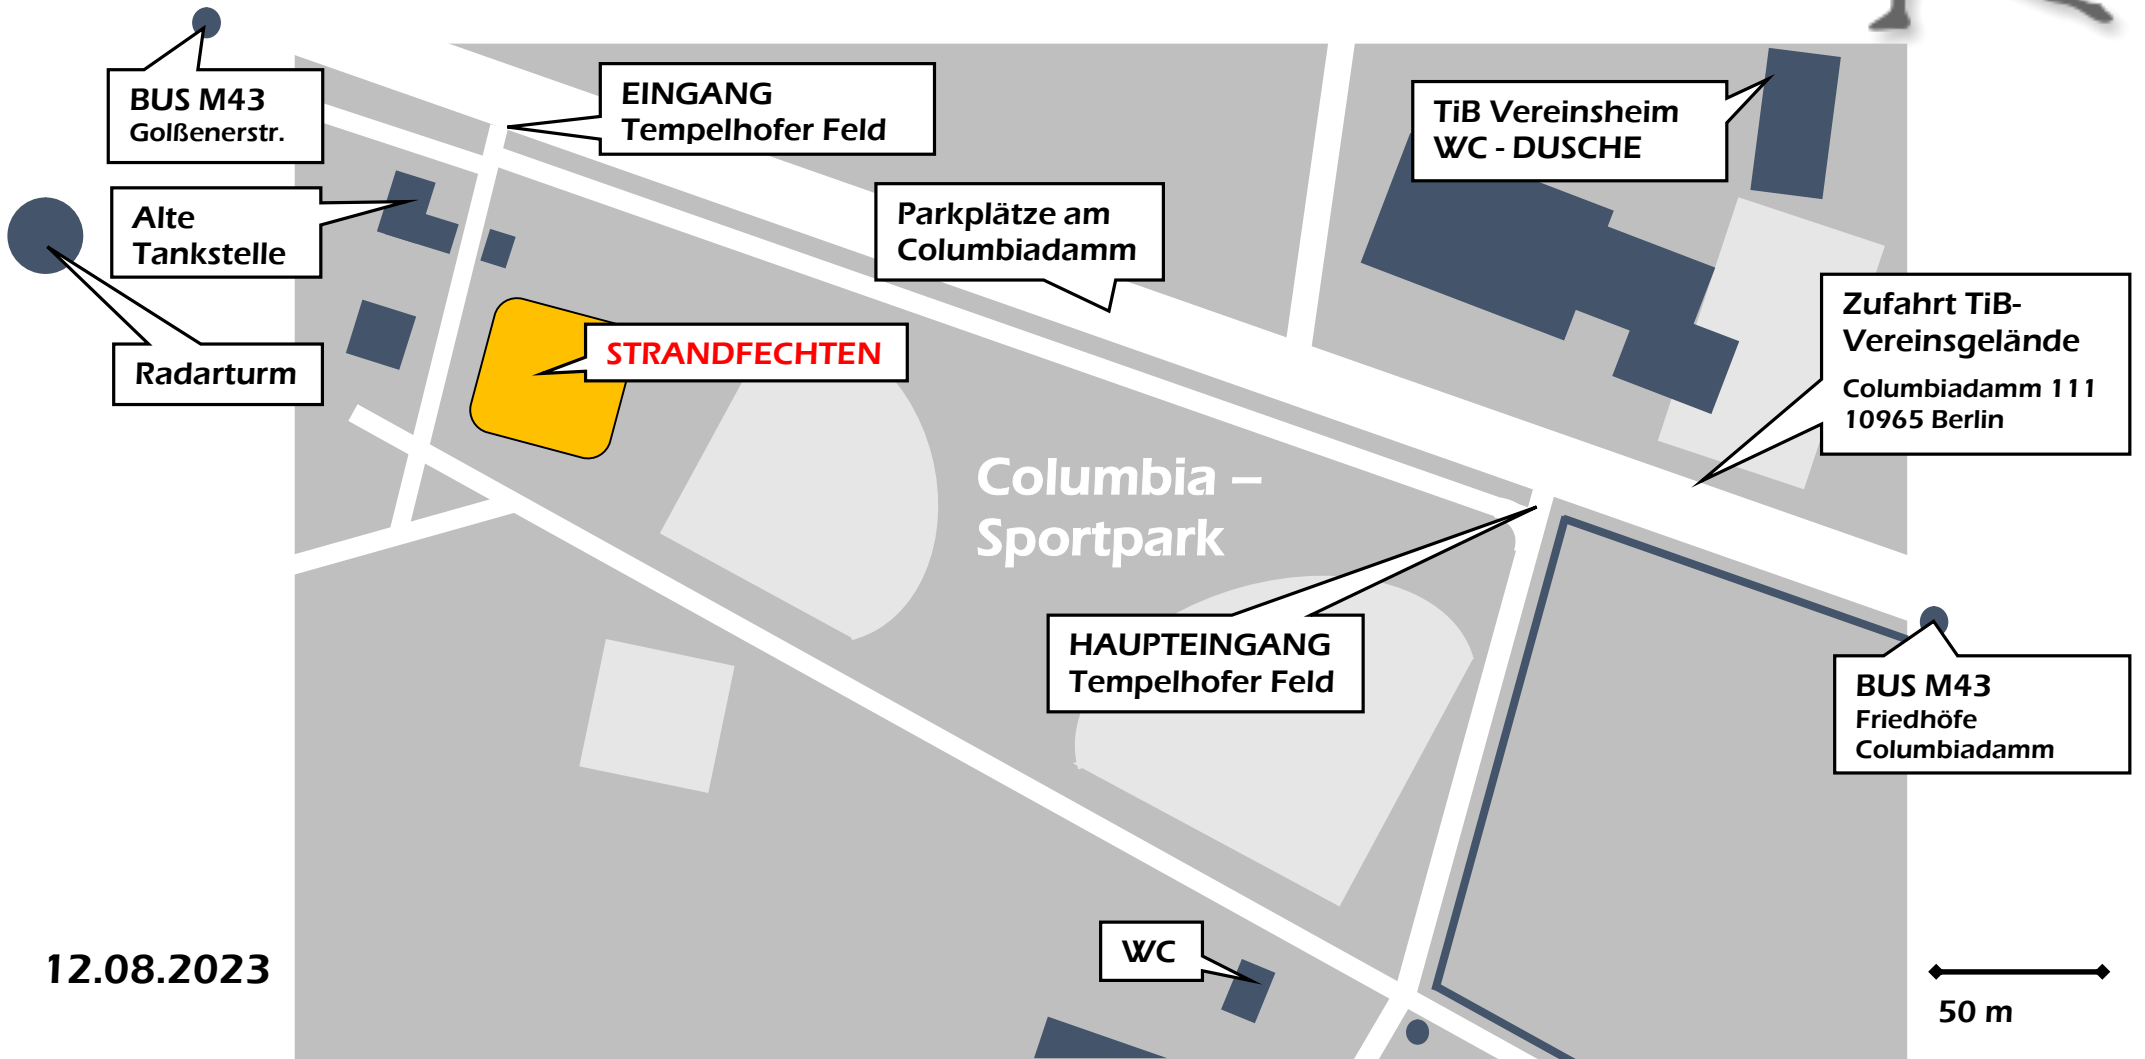 BUS M43
Golßenerstr.
EINGANG
Tempelhofer Feld
TiB Vereinsheim
WC - DUSCHE
Alte
Tankstelle
Parkplätze am
Columbiadamm
Radarturm
STRANDFECHTEN
Zufahrt TiB-
Vereinsgelände
Columbiadamm 111
10965 Berlin
Columbia –
Sportpark
HAUPTEINGANG
Tempelhofer Feld
BUS M43
Friedhöfe
Columbiadamm
WC
12.08.2023
50 m